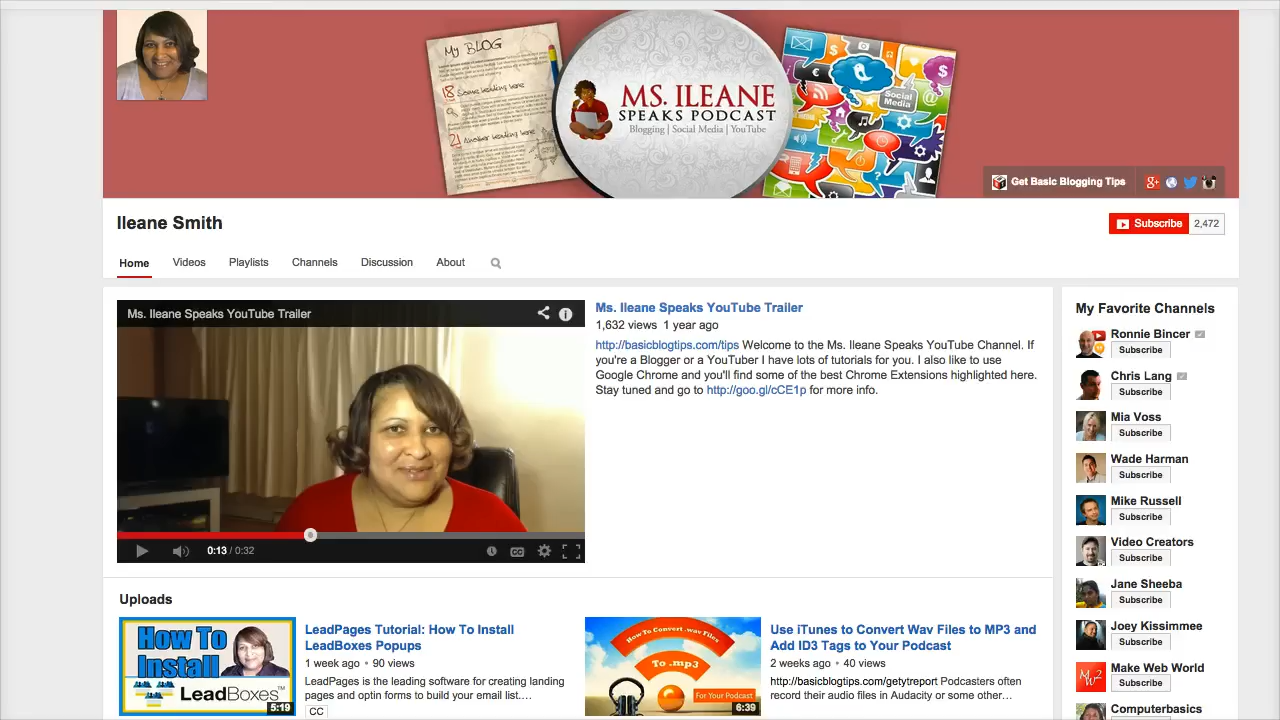 My BLOG
Some heading here
Another heading here
MS. ILEANE
SPEAKS PODCAST
Blogging | Social Media | YouTube
Social
Media
Get Basic Blogging Tips
Ileane Smith
Subscribe 2,472
Home Videos Playlists Channels Discussion About
Ms. Ileane Speaks YouTube Trailer
0:13 / 0:32
CC
Ms. Ileane Speaks YouTube Trailer
1,632 views 1 year ago
http://basicblogtips.com/tips Welcome to the Ms. Ileane Speaks YouTube Channel. If
you're a Blogger or a YouTuber I have lots of tutorials for you. I also like to use
Google Chrome and you'll find some of the best Chrome Extensions highlighted here.
Stay tuned and go to http://goo.gl/cCE1p for more info.
My Favorite Channels
Ronnie Bincer
Subscribe
Chris Lang
Subscribe
Mia Voss
Subscribe
Wade Harman
Subscribe
Mike Russell
Subscribe
Video Creators
Subscribe
Jane Sheeba
Subscribe
Joey Kissimmee
Subscribe
Make Web World
Subscribe
Computerbasics
Uploads
How To
Install
LeadBoxes™
5:19
LeadPages Tutorial: How To Install
LeadBoxes Popups
1 week ago • 90 views
LeadPages is the leading software for creating landing
pages and optin forms to build your email list....
CC
How To Convert .wav Files
To .mp3
For Your Podcast
6:39
Use iTunes to Convert Wav Files to MP3 and
Add ID3 Tags to Your Podcast
2 weeks ago • 40 views
http://basicblogtips.com/getytreport Podcasters often
record their audio files in Audacity or some other...